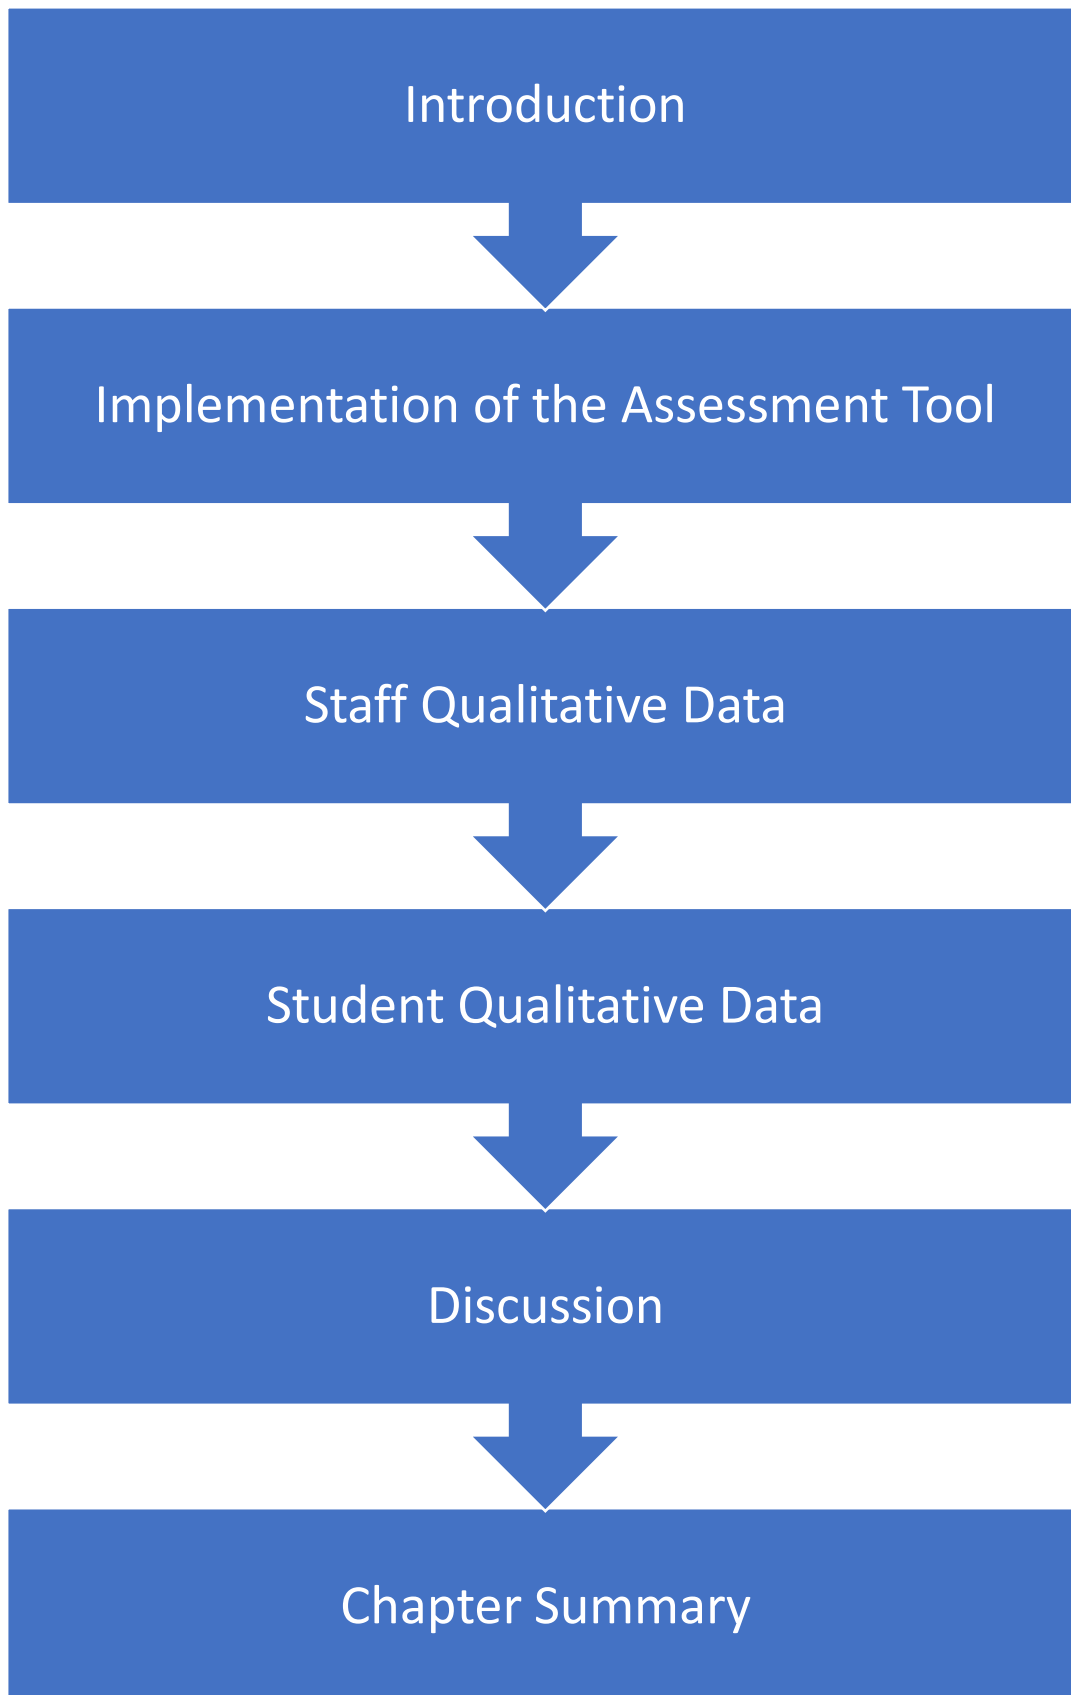 Introduction
Implementation of the Assessment Tool
Staff Qualitative Data
Student Qualitative Data
Discussion
Chapter Summary